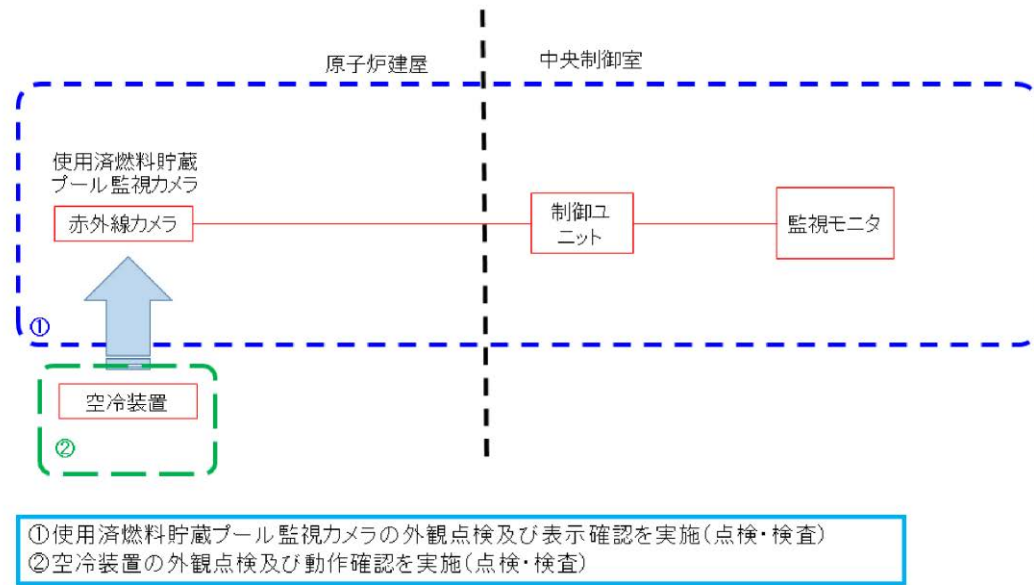 原子炉建屋
中央制御室
使用済燃料貯蔵
プール監視カメラ
赤外線カメラ
制御ユ
ニット
監視モニタ
①
空冷装置
②
①使用済燃料貯蔵プール監視カメラの外観点検及び表示確認を実施(点検・検査)
②空冷装置の外観点検及び動作確認を実施(点検・検査)